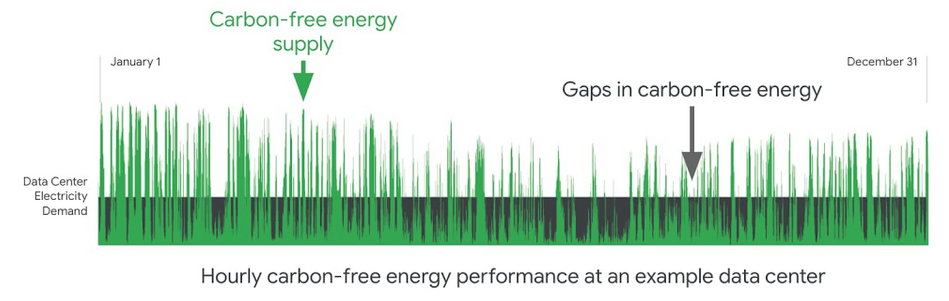 Carbon-free energy
supply
January 1
December 31
Gaps in carbon-free energy
Data Center
Electricity
Demand
Hourly carbon-free energy performance at an example data center